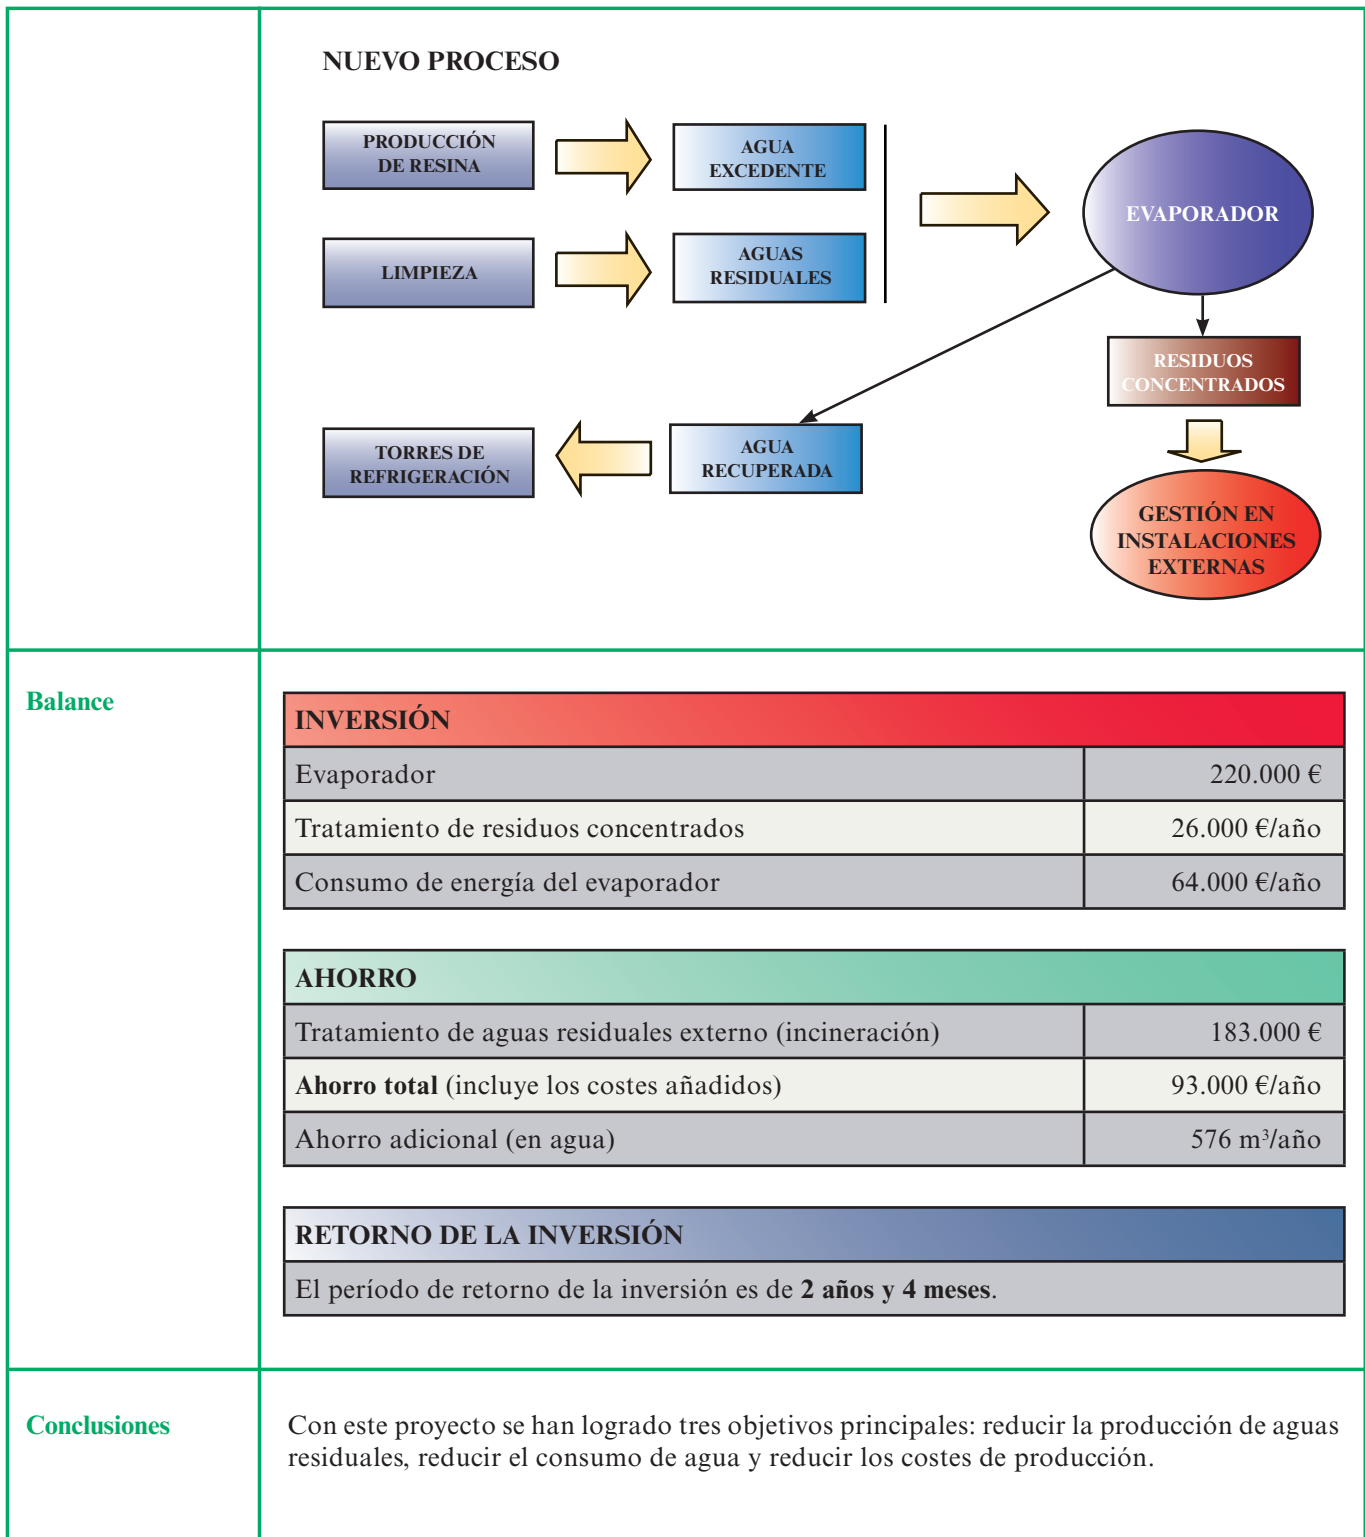 NUEVO PROCESO
PRODUCCIÓN
DE RESINA
AGUA
EXCEDENTE
EVAPORADOR
LIMPIEZA
AGUAS
RESIDUALES
RESIDUOS
CONCENTRADOS
TORRES DE
REFRIGERACIÓN
AGUA
RECUPERADA
GESTIÓN EN
INSTALACIONES
EXTERNAS
Balance
INVERSIÓN
Evaporador 220.000 €
Tratamiento de residuos concentrados 26.000 €/año
Consumo de energía del evaporador 64.000 €/año
AHORRO
Tratamiento de aguas residuales externo (incineración) 183.000 €
Ahorro total (incluye los costes añadidos) 93.000 €/año
Ahorro adicional (en agua) 576 m³/año
RETORNO DE LA INVERSIÓN
El período de retorno de la inversión es de 2 años y 4 meses.
Conclusiones
Con este proyecto se han logrado tres objetivos principales: reducir la producción de aguas
residuales, reducir el consumo de agua y reducir los costes de producción.